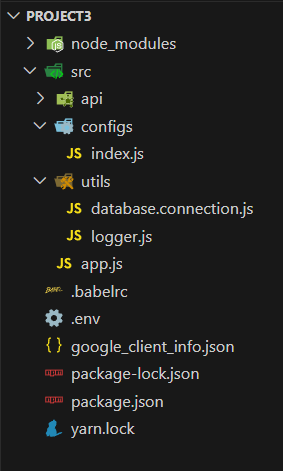 PROJECT3
node_modules
src
api
configs
JS index.js
utils
JS database.connection.js
JS logger.js
JS app.js
BABEL .babelrc
.env
{} google_client_info.json
package-lock.json
package.json
yarn.lock